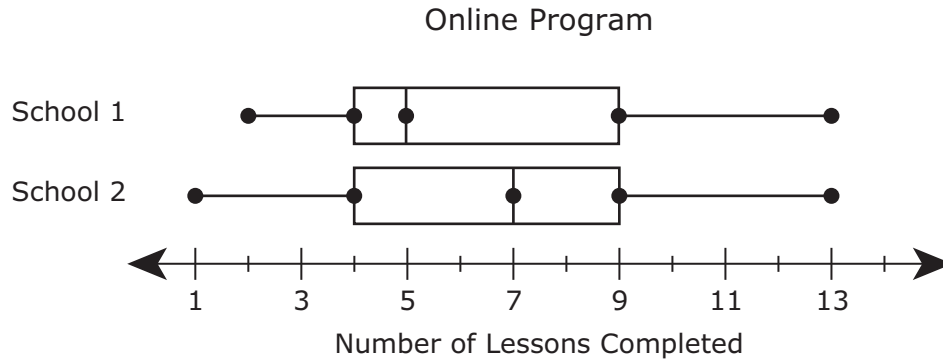 Online Program
School 1
School 2
1 3 5 7 9 11 13
Number of Lessons Completed